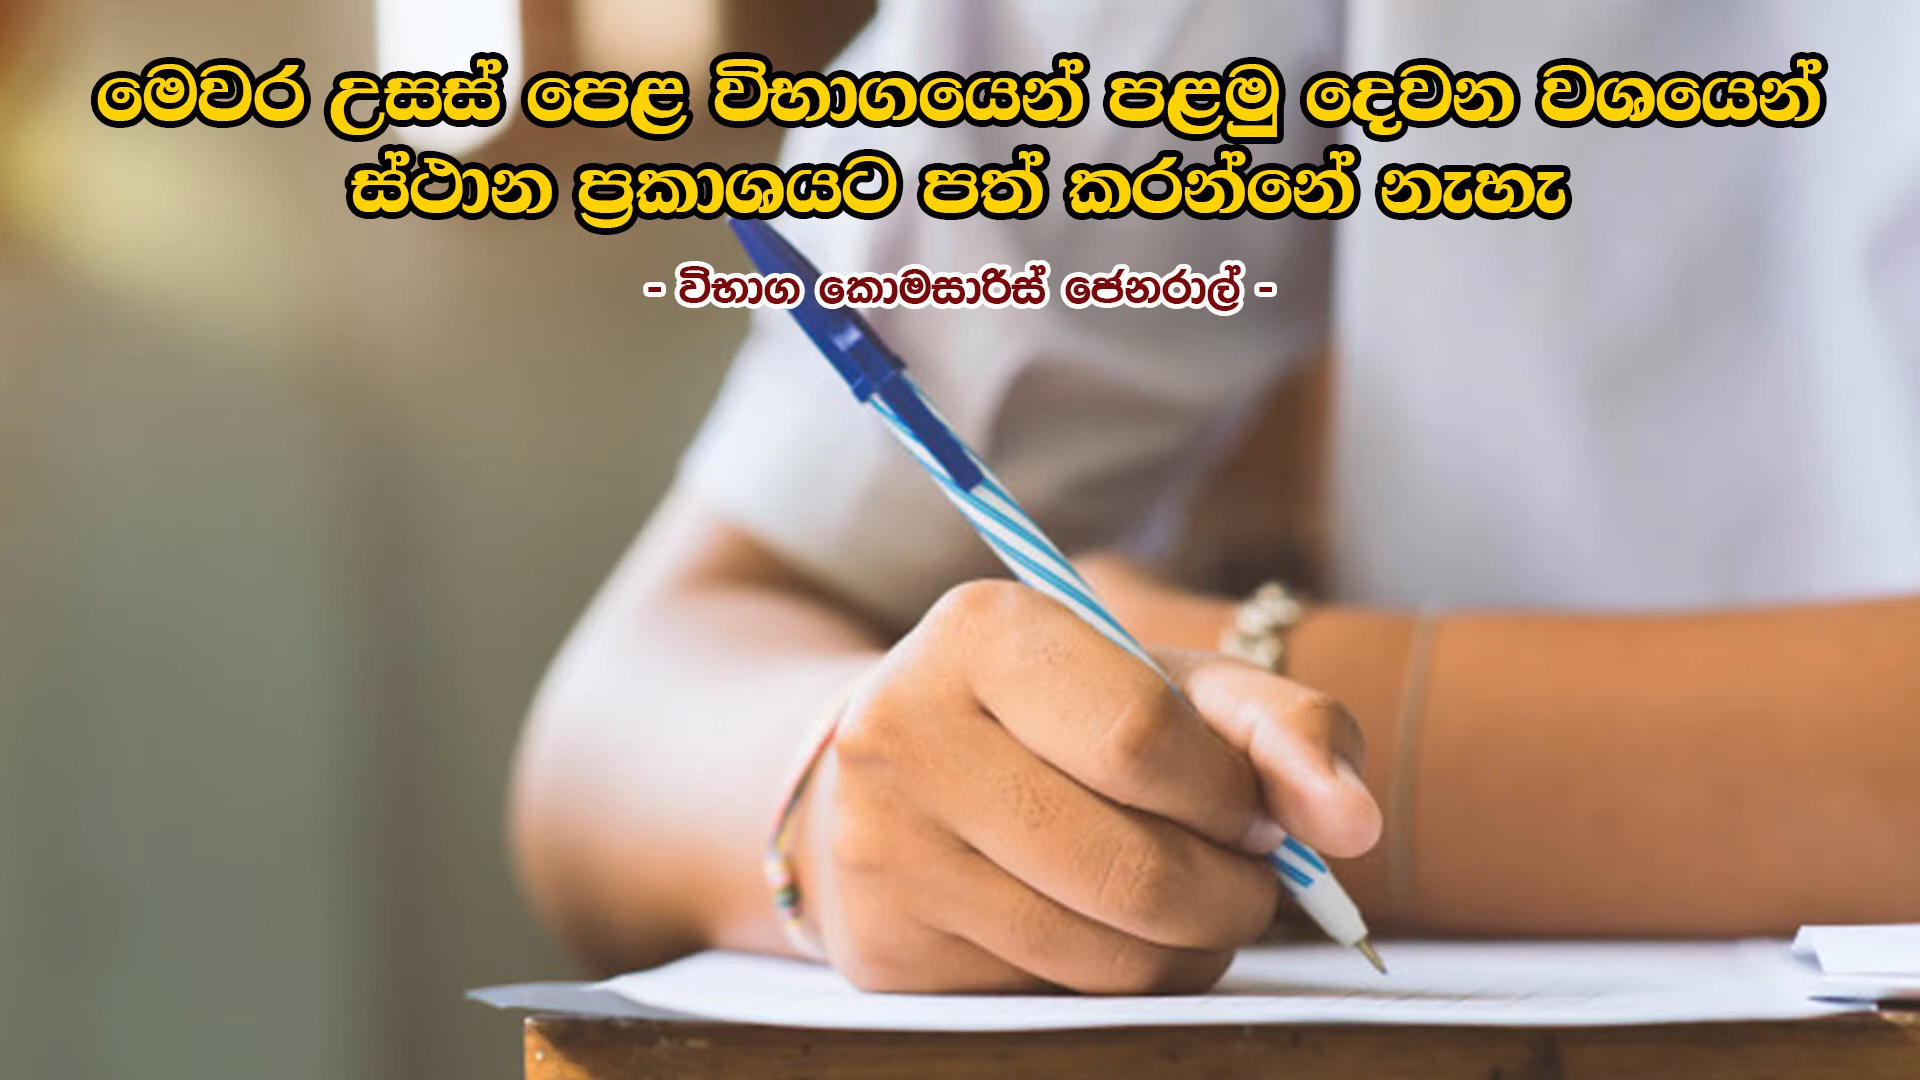 මෙවර උසස් පෙළ විභාගයෙන් පළමු දෙවන වශයෙන්
ස්ථාන ප්‍රකාශයට පත් කරන්නේ නැහැ
- විභාග කොමසාරිස් ජෙනරාල් -